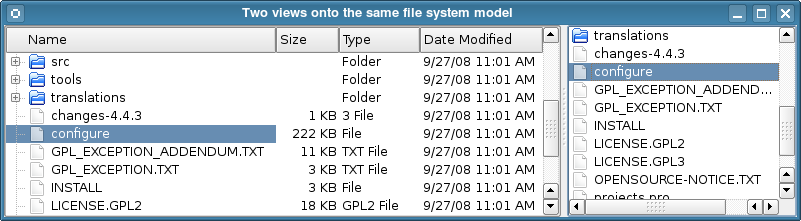 Two views onto the same file system model
Name Size Type Date Modified
src Folder 9/27/08 11:01 AM
tools Folder 9/27/08 11:01 AM
translations Folder 9/27/08 11:01 AM
changes-4.4.3 1 KB 3 File 9/27/08 11:01 AM
configure 222 KB File 9/27/08 11:01 AM
GPL_EXCEPTION_ADDENDUM.TXT 11 KB TXT File 9/27/08 11:01 AM
GPL_EXCEPTION.TXT 3 KB TXT File 9/27/08 11:01 AM
INSTALL 3 KB File 9/27/08 11:01 AM
LICENSE.GPL2 18 KB GPL2 File 9/27/08 11:01 AM
translations
changes-4.4.3
configure
GPL_EXCEPTION_ADDEND...
GPL_EXCEPTION.TXT
INSTALL
LICENSE.GPL2
LICENSE.GPL3
OPENSOURCE-NOTICE.TXT
projects.pro